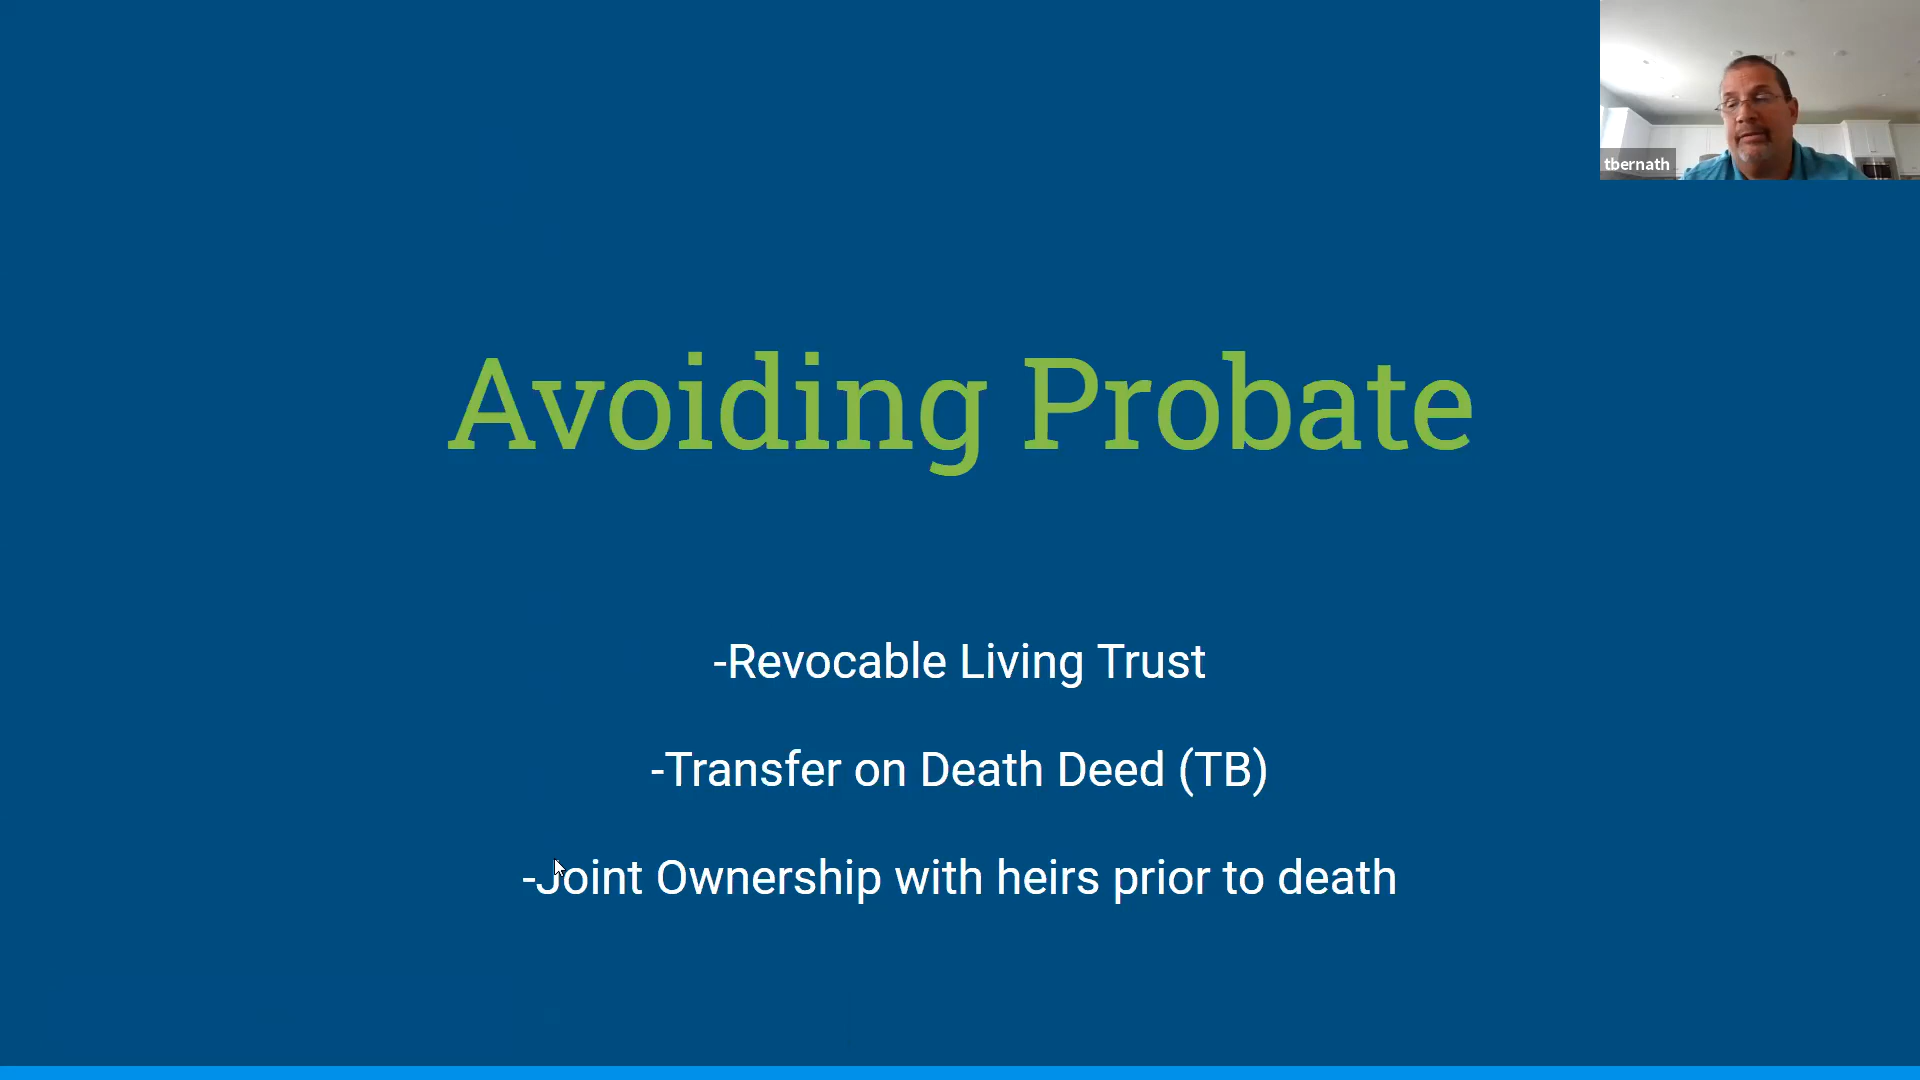 tbernath
Avoiding Probate
-Revocable Living Trust
-Transfer on Death Deed (TB)
-Joint Ownership with heirs prior to death